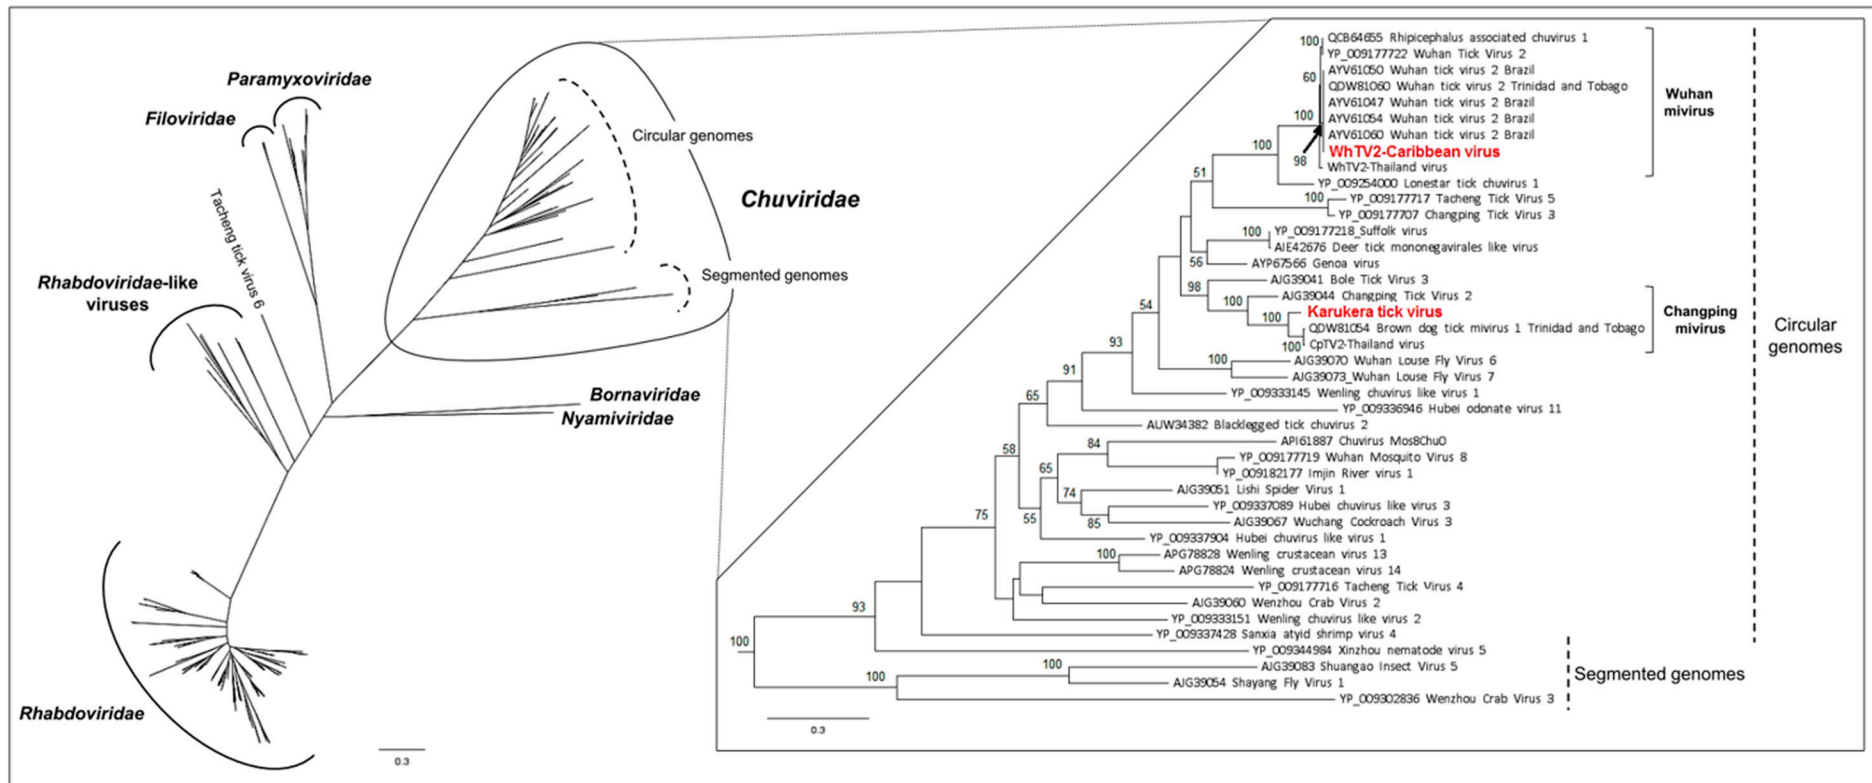 Paramyxoviridae
Filoviridae
Tacheng tick virus 6
Rhabdoviridae-like
viruses
Rhabdoviridae
0.3
Circular genomes
Chuviridae
Segmented genomes
Bornaviridae
Nyamiviridae
100
QCB64655 Rhipicephalus associated chuvirus 1
YP_009177722 Wuhan Tick Virus 2
60
AYV61050 Wuhan tick virus 2 Brazil
QDW81060 Wuhan tick virus 2 Trinidad and Tobago
AYV61047 Wuhan tick virus 2 Brazil
100
AYV61054 Wuhan tick virus 2 Brazil
AYV61060 Wuhan tick virus 2 Brazil
100
98
WhTV2-Caribbean virus
WhTV2-Thailand virus
Wuhan
mivirus
51
YP_009254000 Lonestar tick chuvirus 1
100
YP_009177717 Tacheng Tick Virus 5
YP_009177707 Changping Tick Virus 3
100
YP_009177218_Suffolk virus
AIE42676 Deer tick mononegavirales like virus
56
AYP67566 Genoa virus
98
AJG39041 Bole Tick Virus 3
100
AJG39044 Changping Tick Virus 2
100
Karukera tick virus
QDW81054 Brown dog tick mivirus 1 Trinidad and Tobago
100
CpTV2-Thailand virus
Changping
mivirus
Circular
genomes
54
93
100
AJG39070 Wuhan Louse Fly Virus 6
AJG39073_Wuhan Louse Fly Virus 7
91
YP_009333145 Wenling chuvirus like virus 1
YP_009336946 Hubei odonate virus 11
65
AUW34382 Blacklegged tick chuvirus 2
58
84
API61887 Chuvirus Mos8Chu0
YP_009177719 Wuhan Mosquito Virus 8
YP_009182177 Imjin River virus 1
65
74
AJG39051 Lishi Spider Virus 1
YP_009337089 Hubei chuvirus like virus 3
85
AJG39067 Wuchang Cockroach Virus 3
55
YP_009337904 Hubei chuvirus like virus 1
75
100
APG78828 Wenling crustacean virus 13
APG78824 Wenling crustacean virus 14
YP_009177716 Tacheng Tick Virus 4
AJG39060 Wenzhou Crab Virus 2
YP_009333151 Wenling chuvirus like virus 2
93
YP_009337428 Sanxia atyid shrimp virus 4
100
YP_009344984 Xinzhou nematode virus 5
100
AJG39083 Shuangao Insect Virus 5
100
AJG39054 Shayang Fly Virus 1
YP_009302836 Wenzhou Crab Virus 3
Segmented genomes
0.3